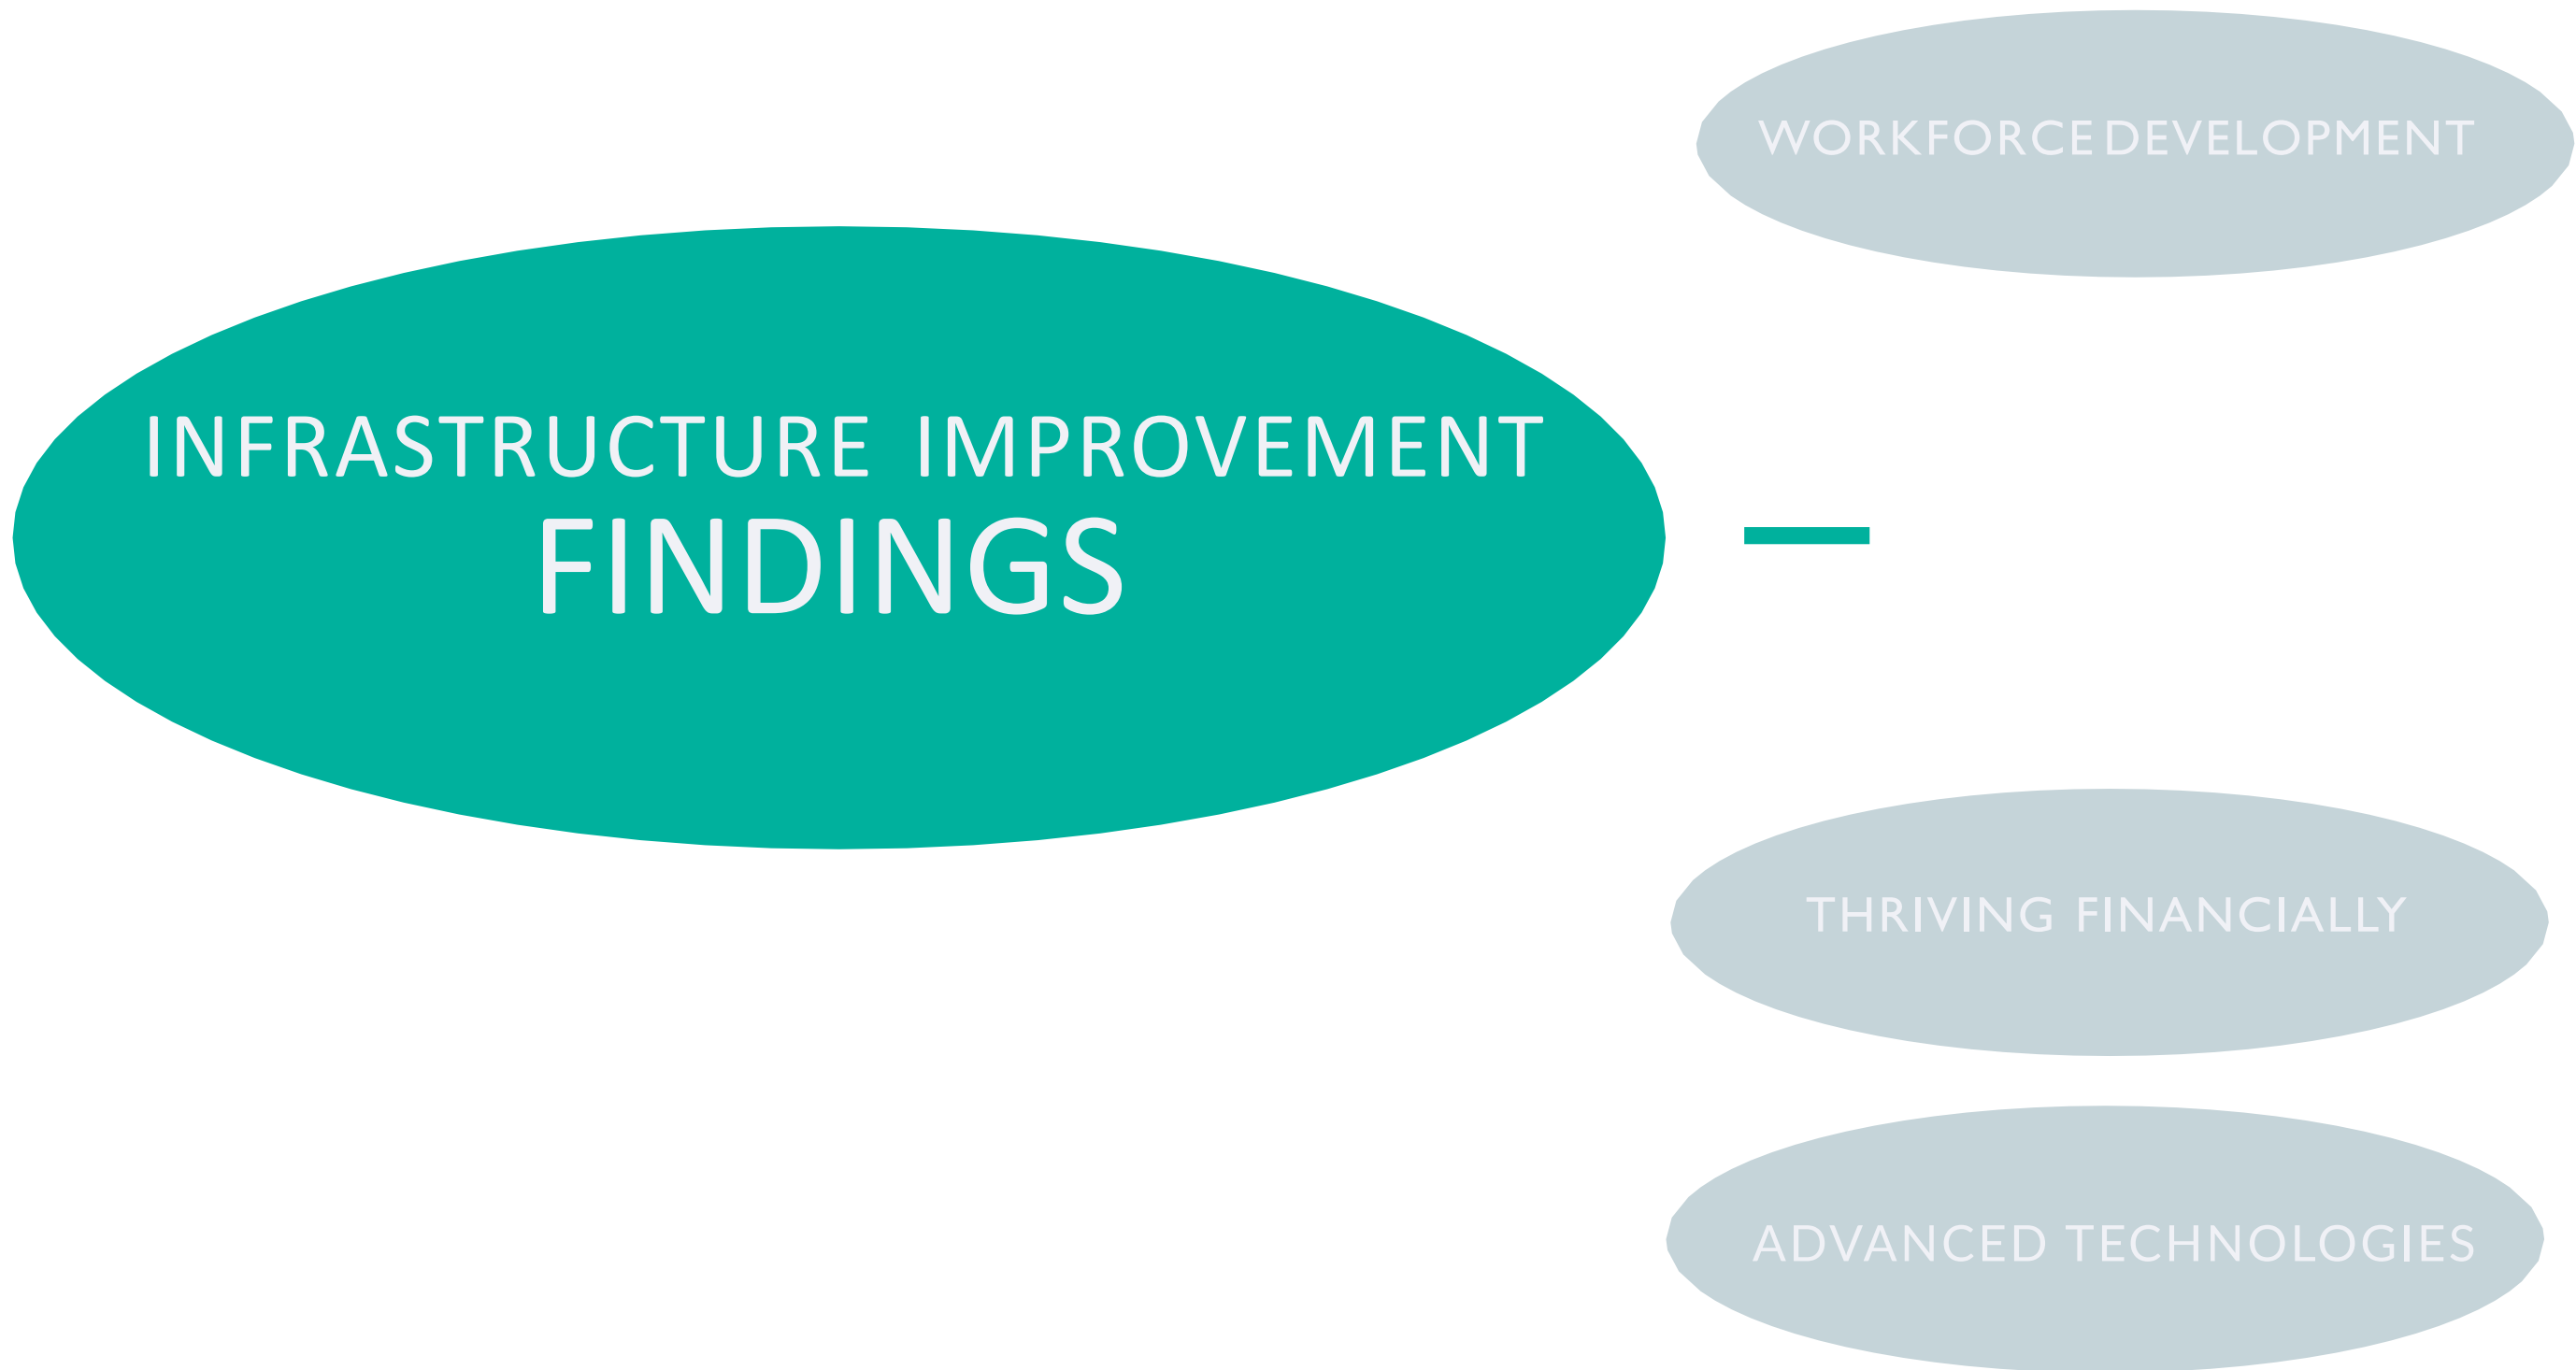 WORKFORCE DEVELOPMENT
INFRASTRUCTURE IMPROVEMENT
FINDINGS
THRIVING FINANCIALLY
ADVANCED TECHNOLOGIES